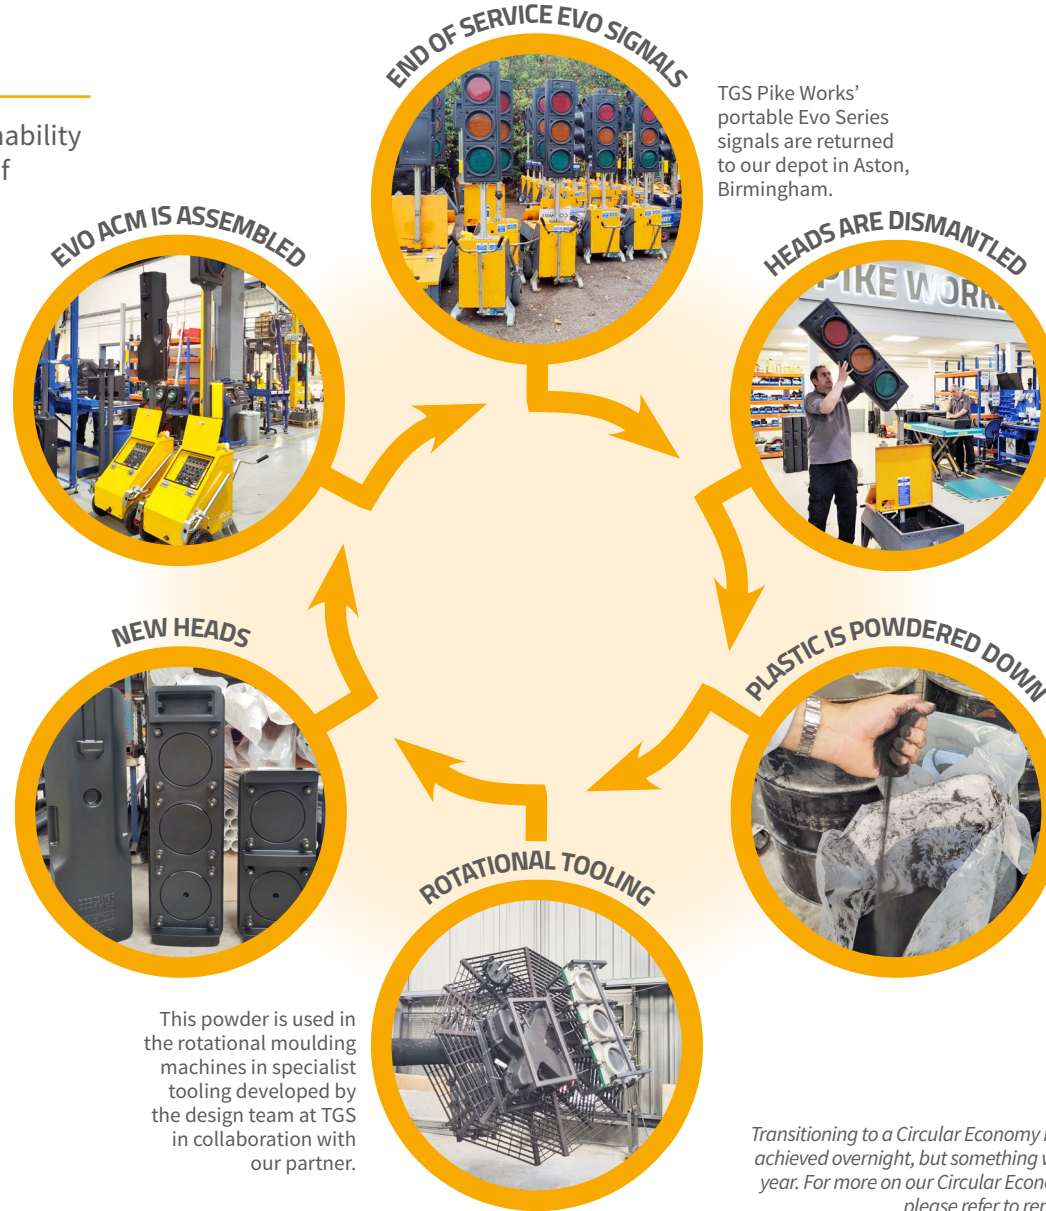 END OF SERVICE EVO SIGNALS
TGS Pike Works’
portable Evo Series
signals are returned
to our depot in Aston,
Birmingham.
nability
f
EVO ACM IS ASSEMBLED
HEADS ARE DISMANTLED
PIKE WOR
NEW HEADS
PLASTIC IS POWDERED DOWN
ROTATIONAL TOOLING
This powder is used in
the rotational moulding
machines in specialist
tooling developed by
the design team at TGS
in collaboration with
our partner.
Transitioning to a Circular Economy
achieved overnight, but something
year. For more on our Circular Econ
please refer to